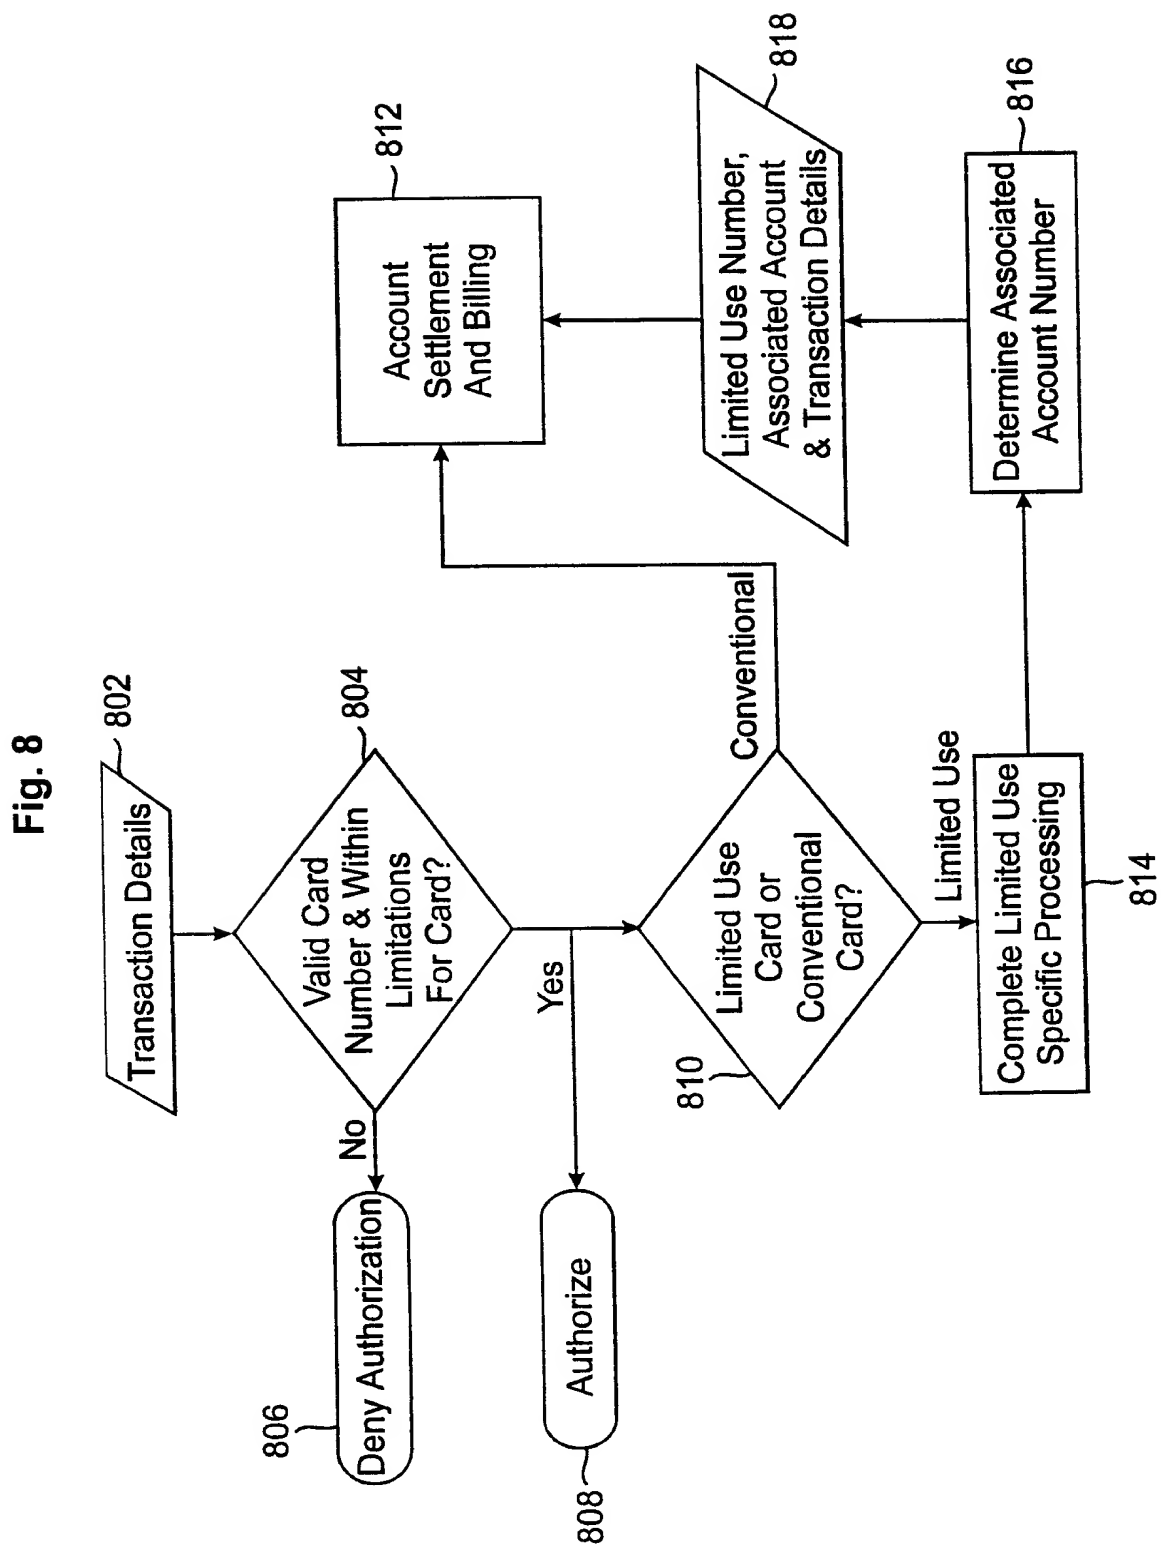 Fig. 8
802
Transaction Details
804
Valid Card
Number & Within
Limitations
For Card?
No
806
Deny Authorization
Yes
808
Authorize
810
Limited Use
Card or
Conventional
Card?
Conventional
812
Account
Settlement
And Billing
Limited Use
814
Complete Limited Use
Specific Processing
816
Determine Associated
Account Number
818
Limited Use Number,
Associated Account
& Transaction Details